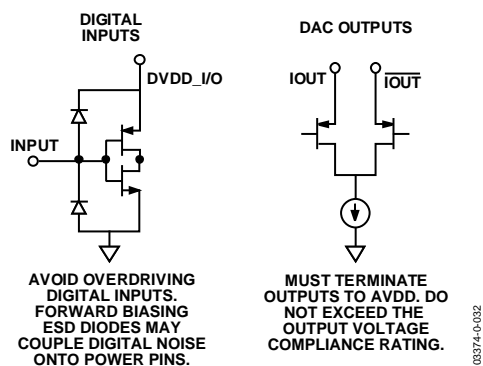 DIGITAL
INPUTS
DVDD_I/O
INPUT
AVOID OVERDRIVING
DIGITAL INPUTS.
FORWARD BIASING
ESD DIODES MAY
COUPLE DIGITAL NOISE
ONTO POWER PINS.
DAC OUTPUTS
IOUT
IOUT
MUST TERMINATE
OUTPUTS TO AVDD. DO
NOT EXCEED THE
OUTPUT VOLTAGE
COMPLIANCE RATING.
03374-0-032